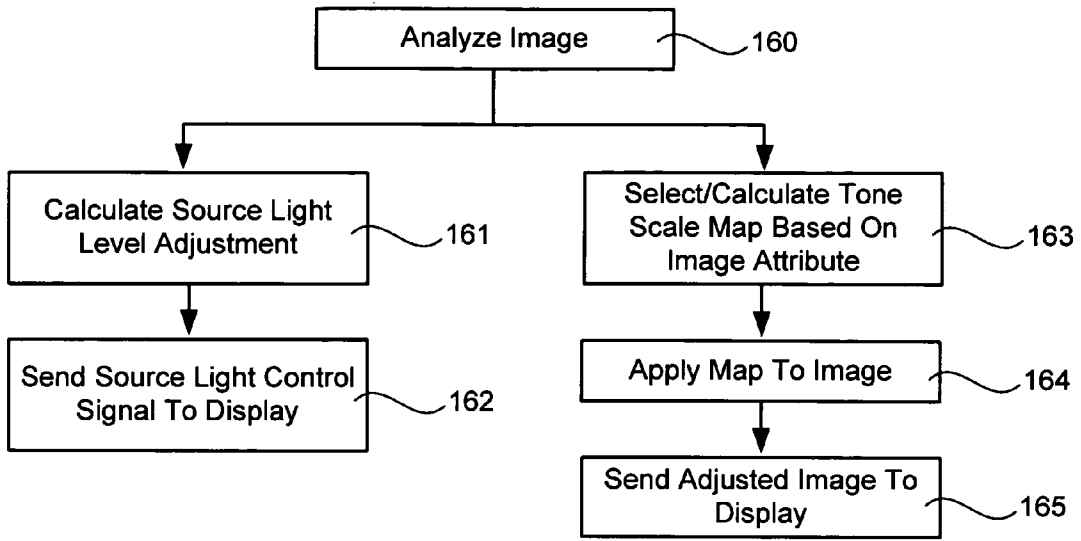 Analyze Image
160
Calculate Source Light
Level Adjustment
161
Send Source Light Control
Signal To Display
162
Select/Calculate Tone
Scale Map Based On
Image Attribute
163
Apply Map To Image
164
Send Adjusted Image To
Display
165